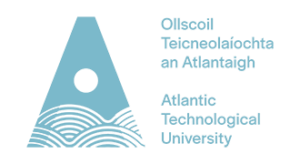 Ollscoil
Teicneolaíochta
an Atlantaigh
Atlantic
Technological
University